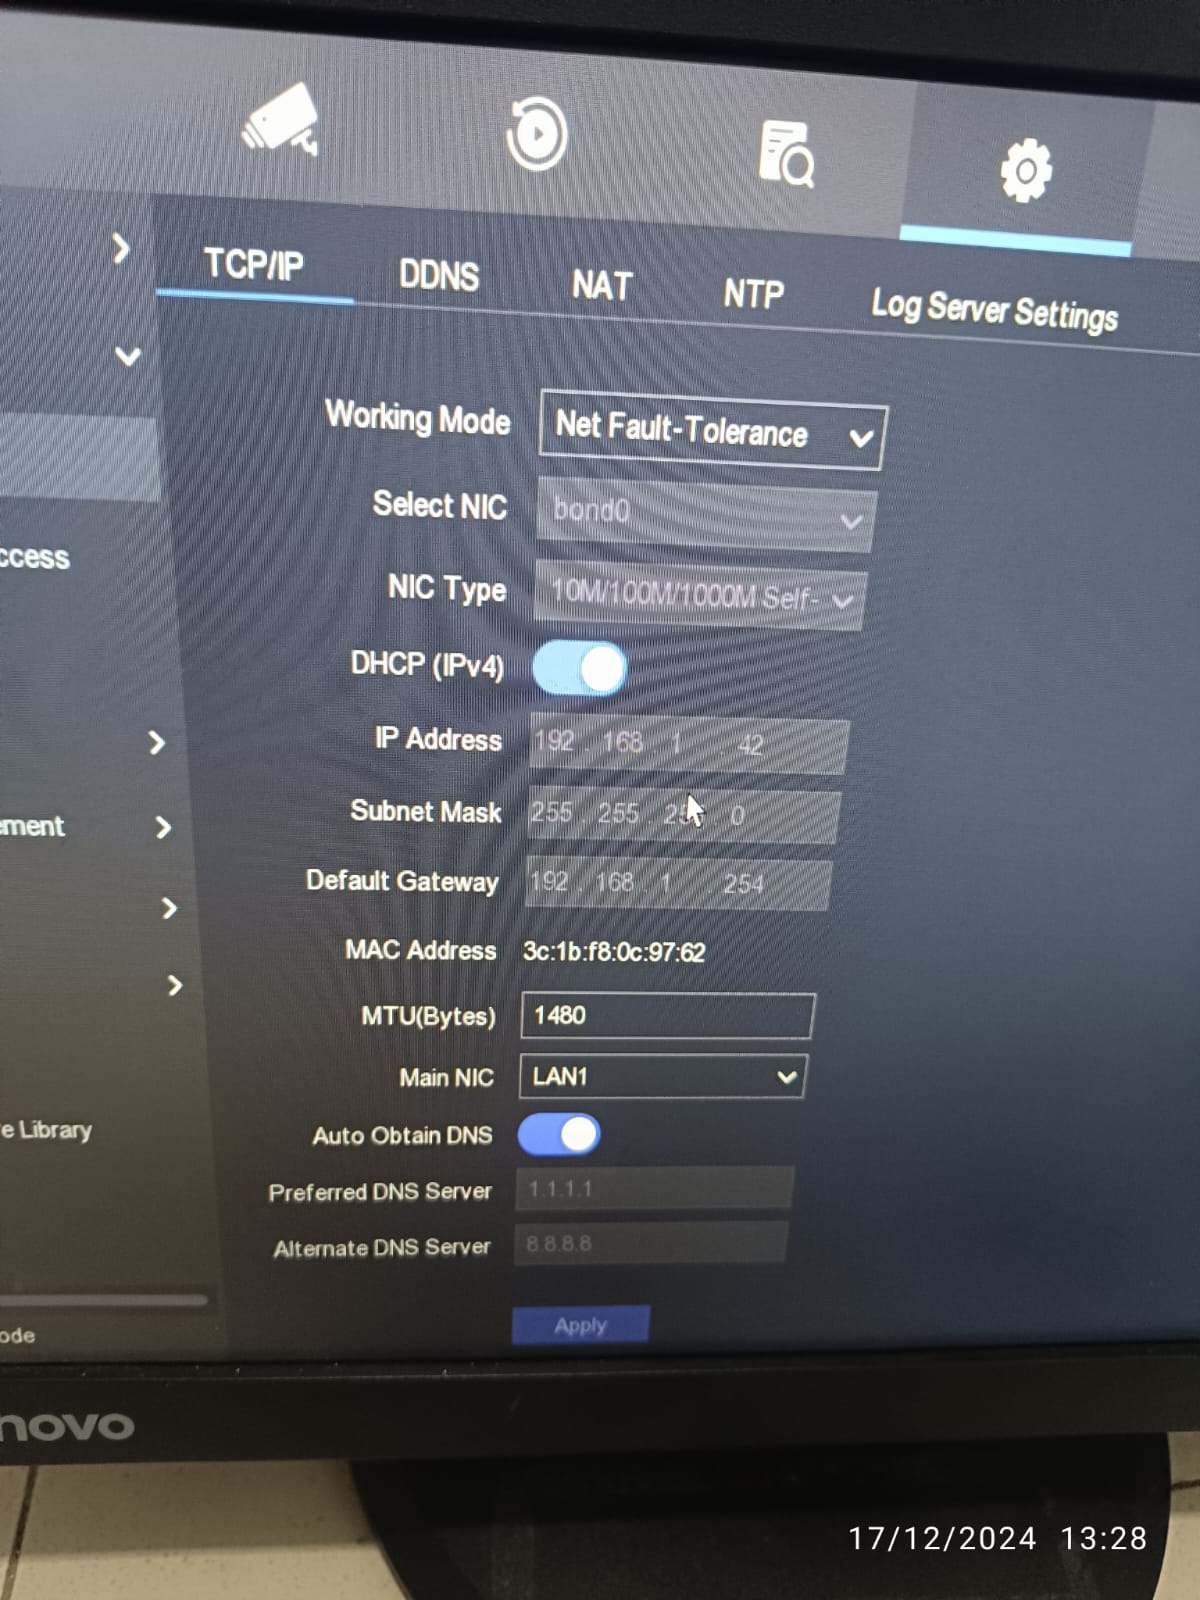 TCP/IP DDNS NAT NTP Log Server Settings
Working Mode Net Fault-Tolerance
Select NIC bond0
ccess
NIC Type 10M/100M/1000M Self-
DHCP (IPv4)
IP Address 192 . 168 . 1 . 42
ement
Subnet Mask 255 . 255 . 0
Default Gateway 192 . 168 . 1 . 254
MAC Address 3c:1b:f8:0c:97:62
MTU(Bytes) 1480
Main NIC LAN1
e Library
Auto Obtain DNS
Preferred DNS Server 1.1.1.1
Alternate DNS Server 8.8.8.8
ode
Apply
novo
17/12/2024 13:28